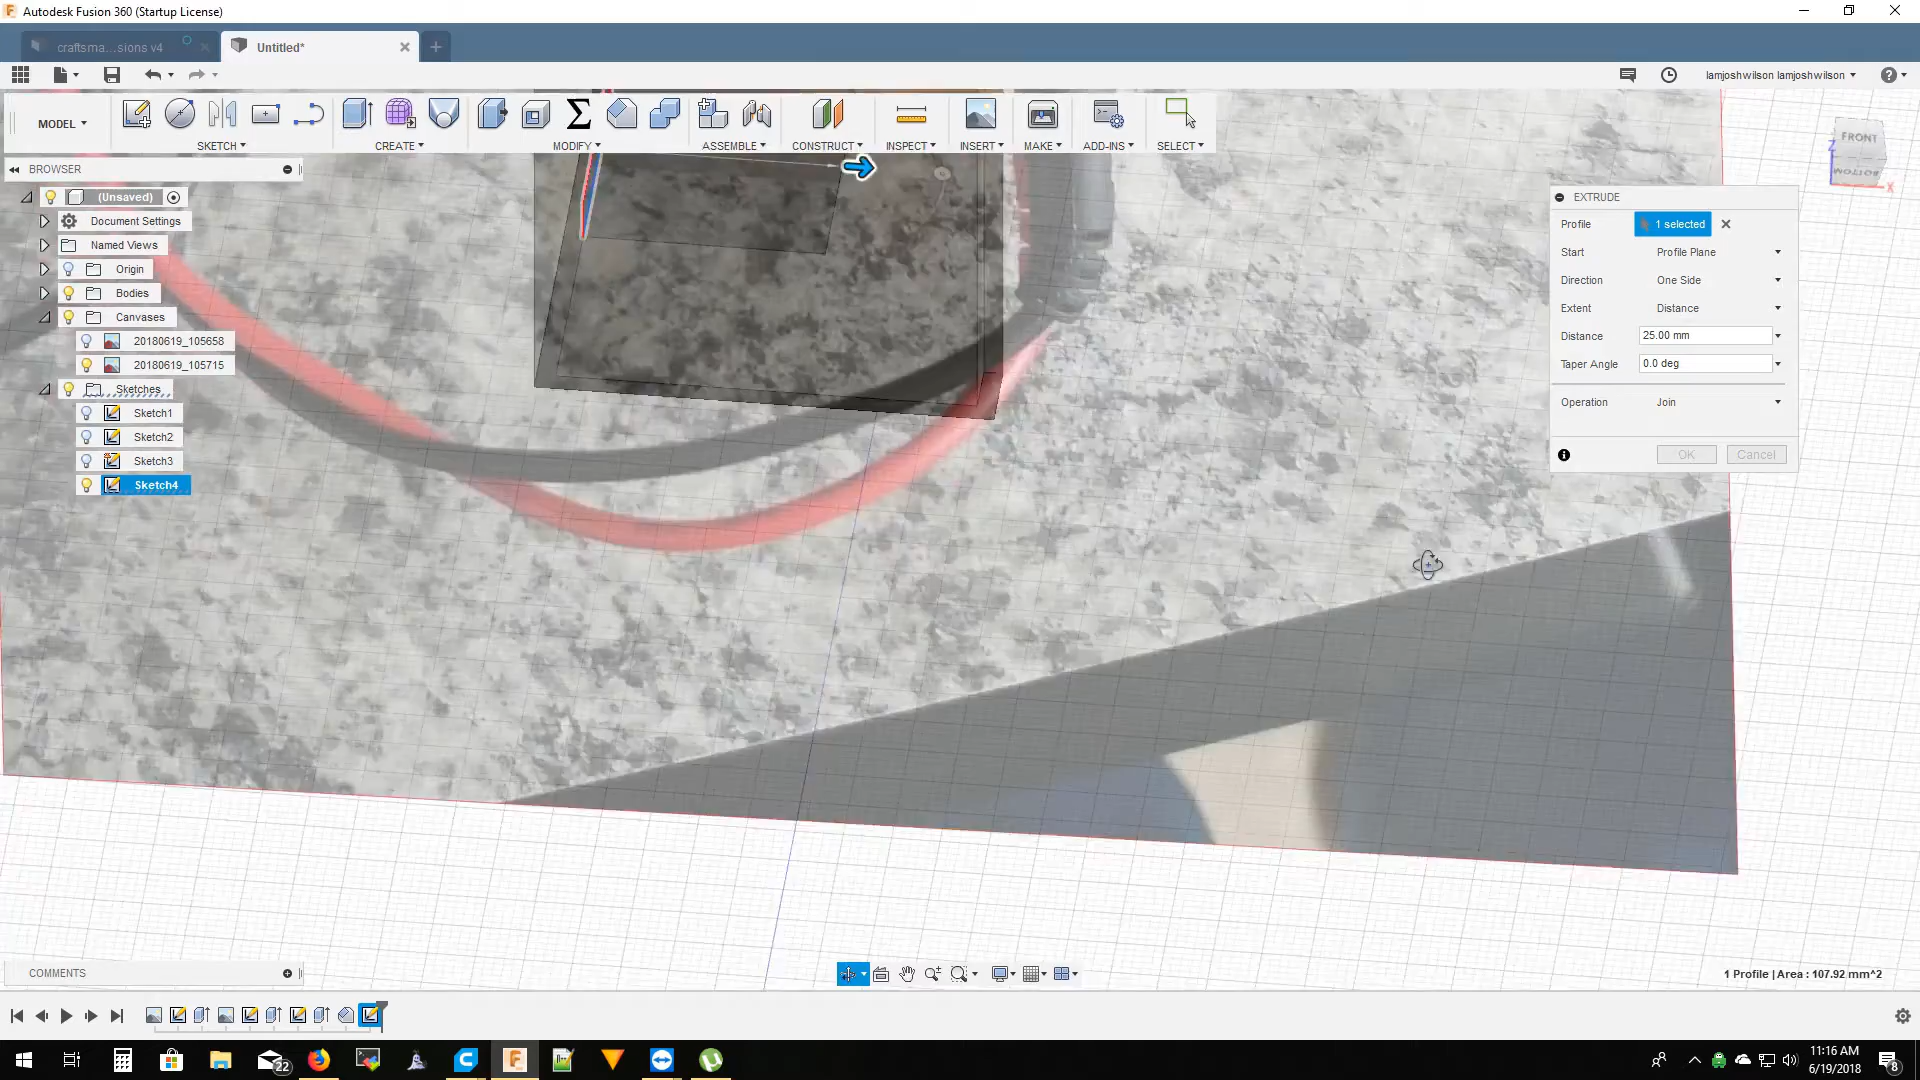 Autodesk Fusion 360 (Startup License)
craftsma...sions v4
Untitled*
lamjoshwilson lamjoshwilson
MODEL
SKETCH
CREATE
MODIFY
ASSEMBLE
CONSTRUCT
INSPECT
INSERT
MAKE
ADD-INS
SELECT
FRONT
BOTTOM
Z
X
BROWSER
(Unsaved)
Document Settings
Named Views
Origin
Bodies
Canvases
20180619_105658
20180619_105715
Sketches
Sketch1
Sketch2
Sketch3
Sketch4
EXTRUDE
Profile 1 selected
Start Profile Plane
Direction One Side
Extent Distance
Distance 25.00 mm
Taper Angle 0.0 deg
Operation Join
OK Cancel
COMMENTS
1 Profile | Area : 107.92 mm^2
22
11:16 AM
6/19/2018
8